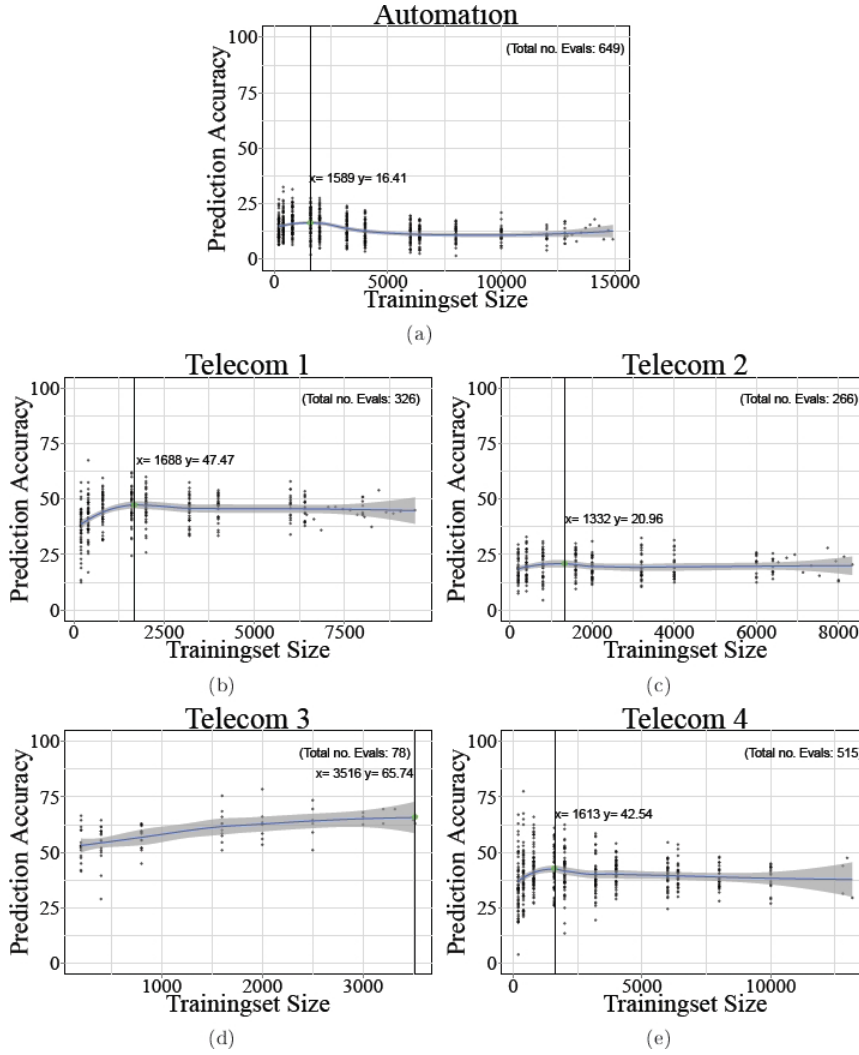 Automation
(Total no. Evals: 649)
x= 1589 y= 16.41
Prediction Accuracy
100
75
50
25
0
0 5000 10000 15000
Trainingset Size
(a)
Telecom 1
(Total no. Evals: 326)
x= 1688 y= 47.47
Prediction Accuracy
100
75
50
25
0
0 2500 5000 7500
Trainingset Size
(b)
Telecom 2
(Total no. Evals: 266)
x= 1332 y= 20.96
Prediction Accuracy
100
75
50
25
0
0 2000 4000 6000 8000
Trainingset Size
(c)
Telecom 3
(Total no. Evals: 78)
x= 3516 y= 65.74
Prediction Accuracy
100
75
50
25
0
1000 2000 3000
Trainingset Size
(d)
Telecom 4
(Total no. Evals: 515)
x= 1613 y= 42.54
Prediction Accuracy
100
75
50
25
0
0 5000 10000
Trainingset Size
(e)